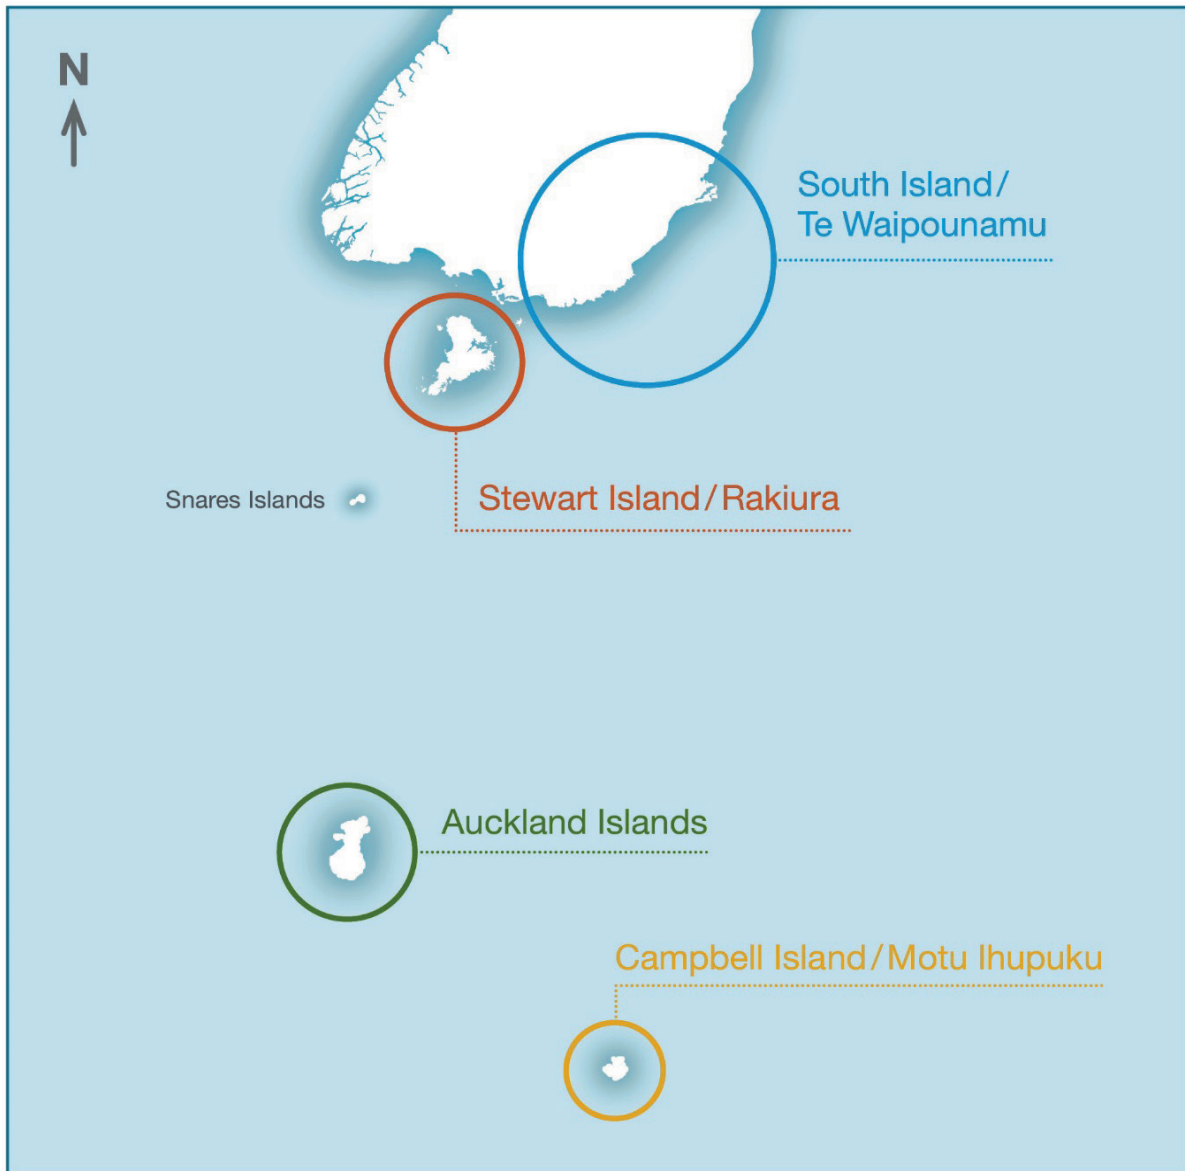 N
South Island/
Te Waipounamu
Snares Islands
Stewart Island/Rakiura
Auckland Islands
Campbell Island/Motu Ihupuku